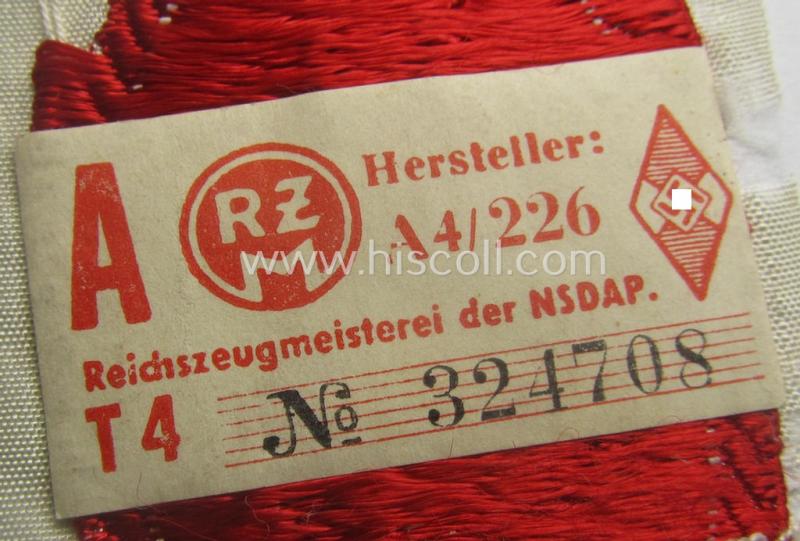 A
RZM
Hersteller:
A4/226
www.hiscoll.com
Reichszeugmeisterei der NSDAP.
T4
№ 324708